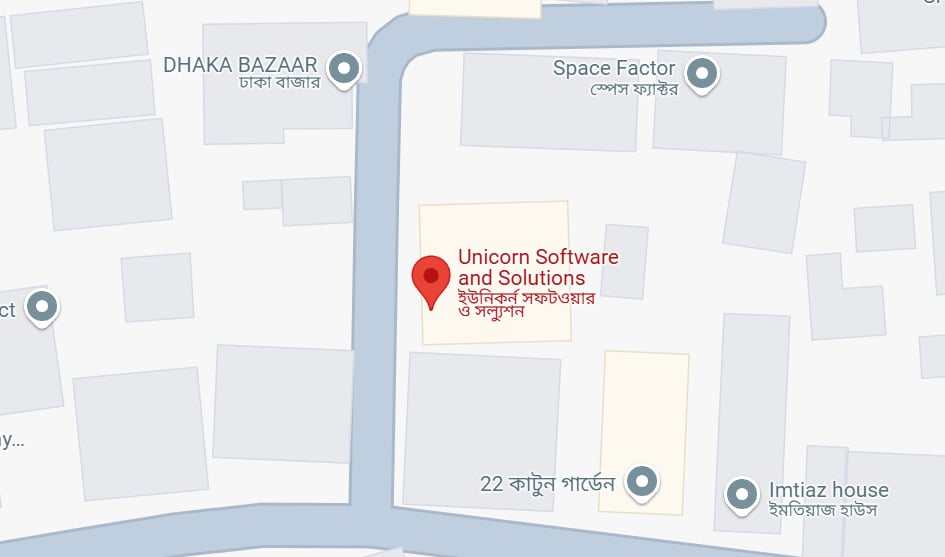 DHAKA BAZAAR
ঢাকা বাজার
Space Factor
স্পেস ফ্যাক্টর
Unicorn Software
and Solutions
ইউনিকর্ন সফটওয়ার
ও সল্যুশন
ct
ay...
22 কাটুন গার্ডেন
Imtiaz house
ইমতিয়াজ হাউস